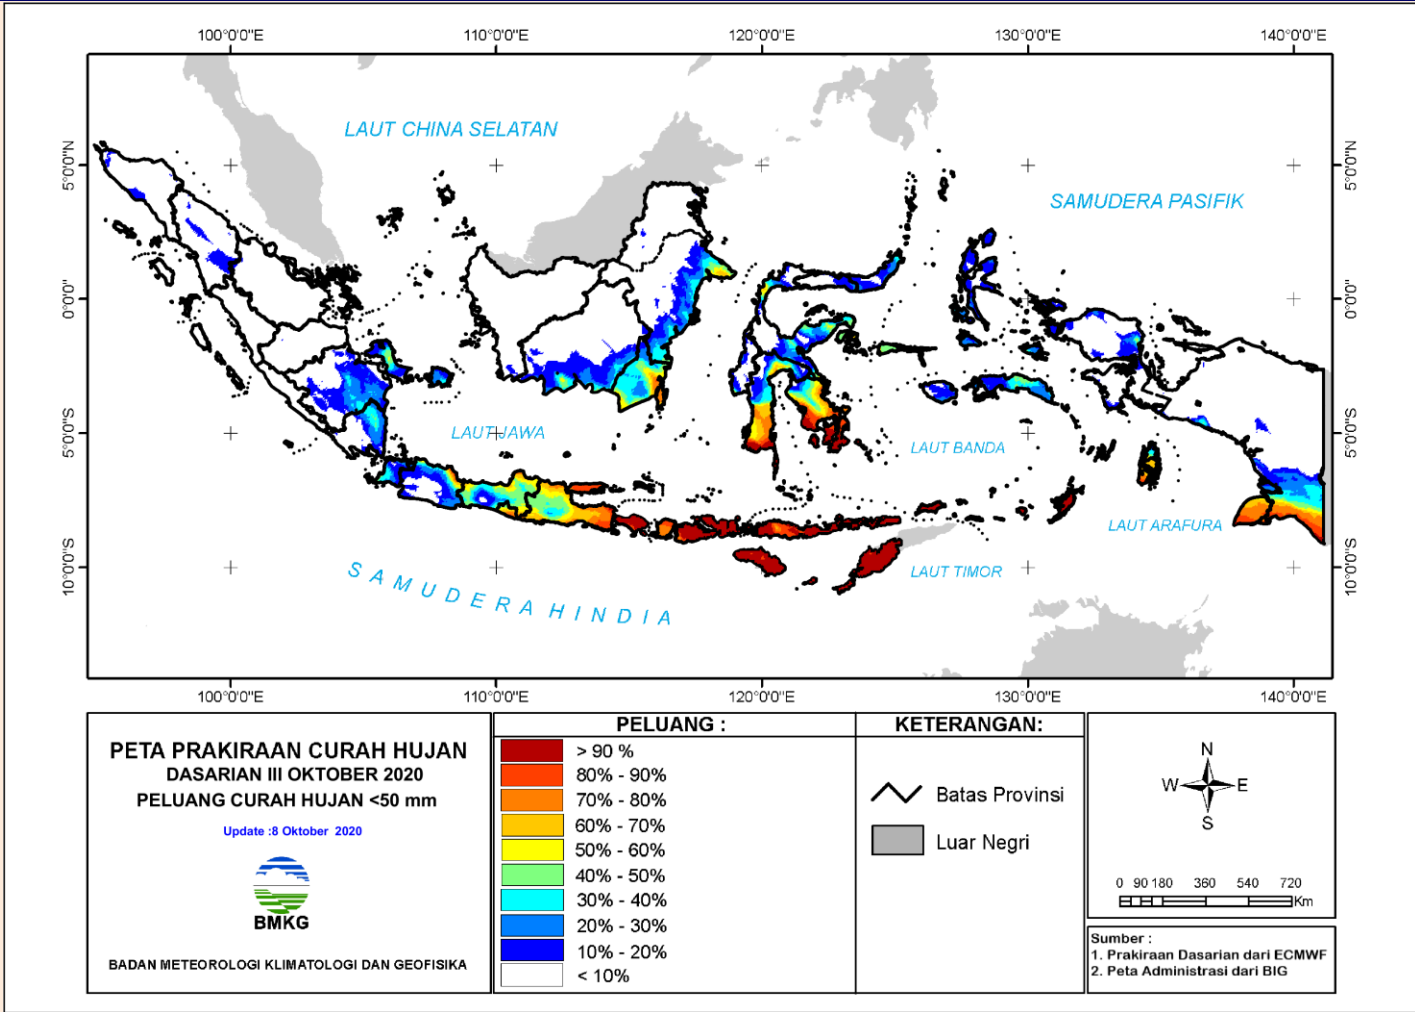 100°0'0"E 110°0'0"E 120°0'0"E 130°0'0"E 140°0'0"E
5°0'0"N 5°0'0"N
0°0'0" 0°0'0"
5°0'0"S 5°0'0"S
10°0'0"S 10°0'0"S
LAUT CHINA SELATAN
SAMUDERA PASIFIK
LAUT JAWA
LAUT BANDA
LAUT ARAFURA
LAUT TIMOR
SAMUDERA HINDIA
100°0'0"E 110°0'0"E 120°0'0"E 130°0'0"E 140°0'0"E
PETA PRAKIRAAN CURAH HUJAN
DASARIAN III OKTOBER 2020
PELUANG CURAH HUJAN <50 mm
Update :8 Oktober 2020
BMKG
BADAN METEOROLOGI KLIMATOLOGI DAN GEOFISIKA
PELUANG :
> 90 %
80% - 90%
70% - 80%
60% - 70%
50% - 60%
40% - 50%
30% - 40%
20% - 30%
10% - 20%
< 10%
KETERANGAN:
Batas Provinsi
Luar Negri
N
W E
S
0 90 180 360 540 720
Km
Sumber :
1. Prakiraan Dasarian dari ECMWF
2. Peta Administrasi dari BIG